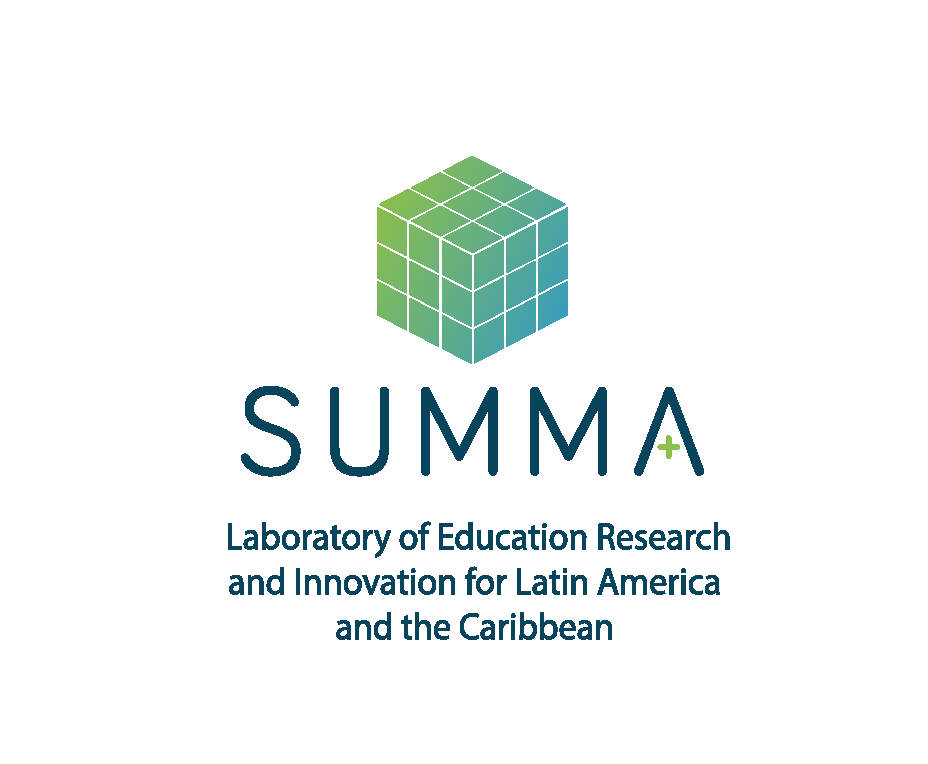 SUMMA
Laboratory of Education Research
and Innovation for Latin America
and the Caribbean